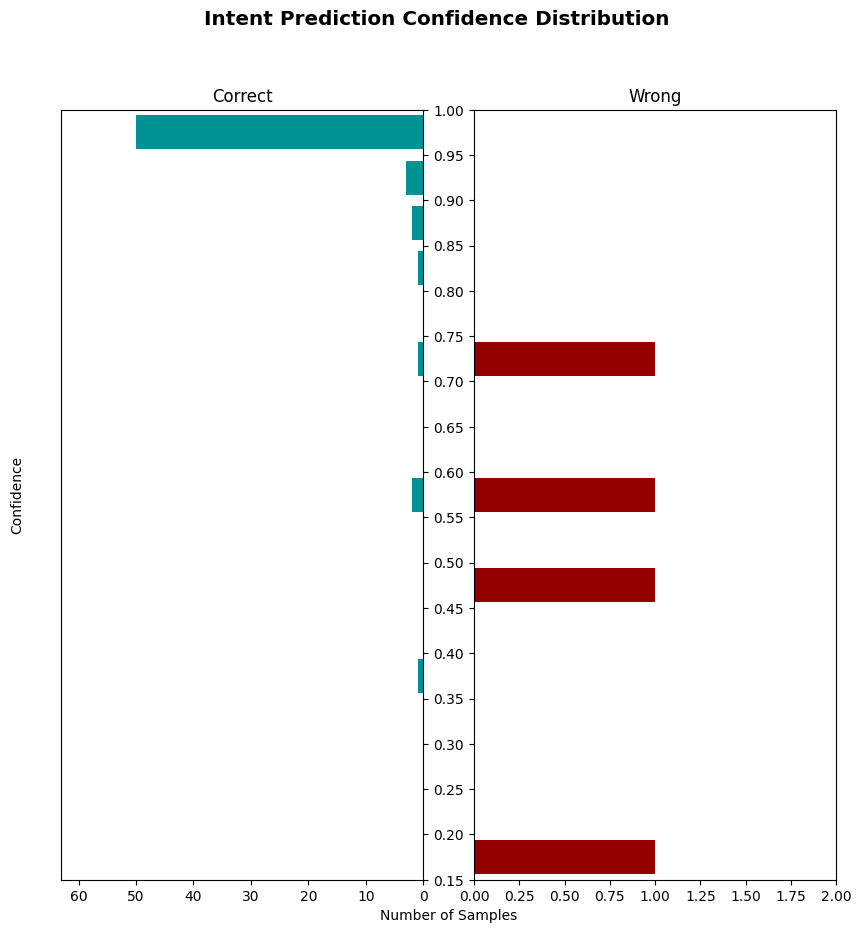 Intent Prediction Confidence Distribution
Correct
Wrong
1.00
0.95
0.90
0.85
0.80
0.75
0.70
0.65
0.60
0.55
0.50
0.45
0.40
0.35
0.30
0.25
0.20
0.15
Confidence
60 50 40 30 20 10 0
0.00 0.25 0.50 0.75 1.00 1.25 1.50 1.75 2.00
Number of Samples